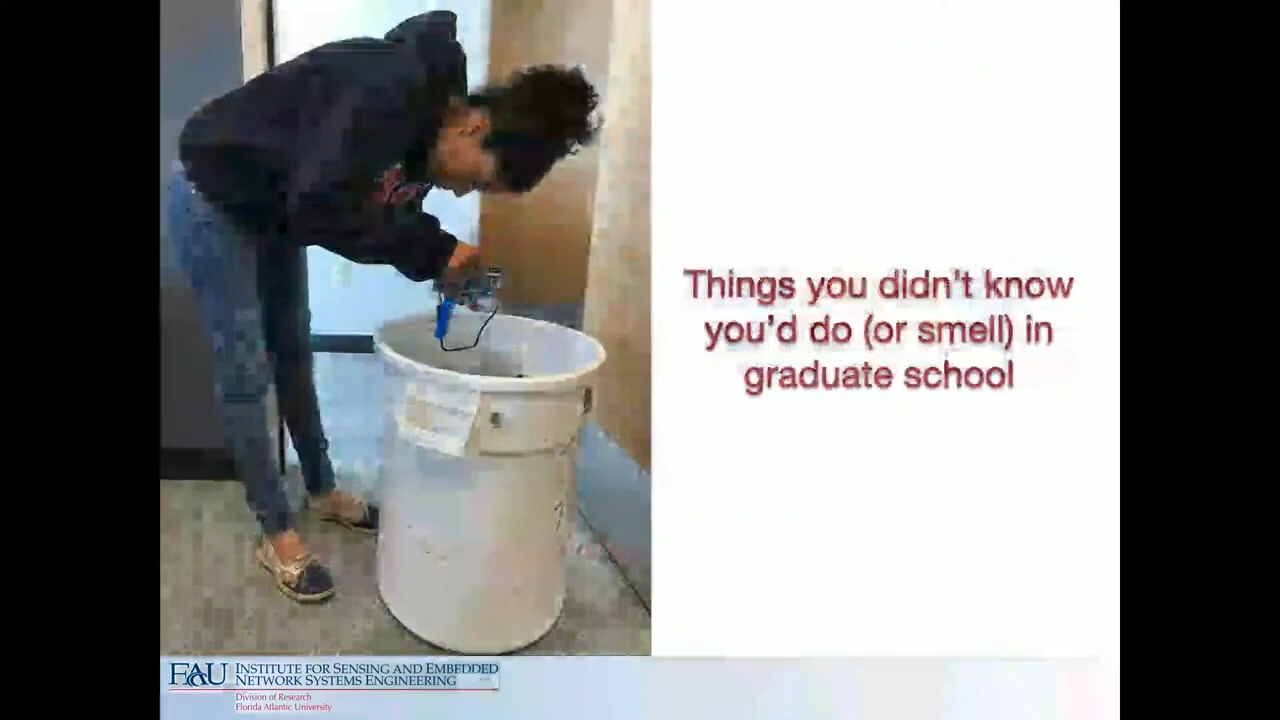 Things you didn't know
you'd do (or smell) in
graduate school
FAU INSTITUTE FOR SENSING AND EMBEDDED
NETWORK SYSTEMS ENGINEERING
Division of Research
Florida Atlantic University